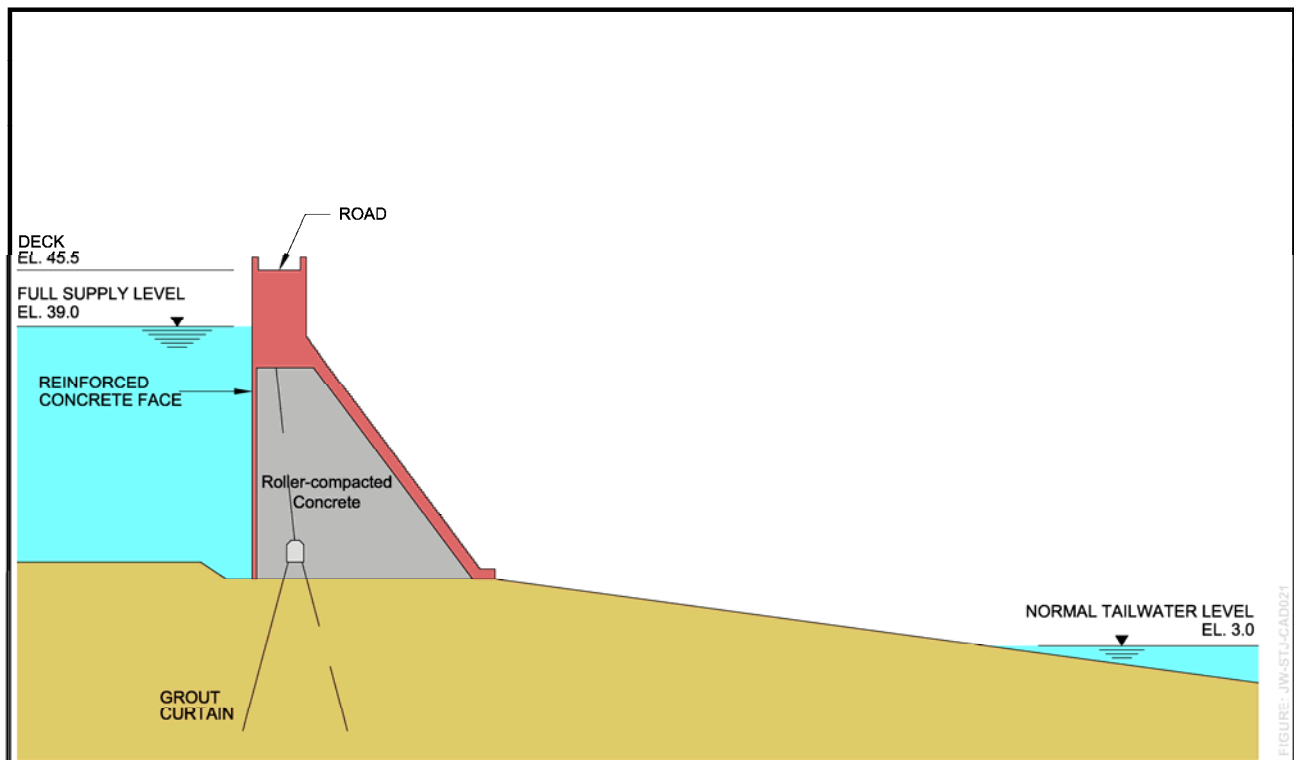 ROAD
DECK
EL. 45.5
FULL SUPPLY LEVEL
EL. 39.0
REINFORCED
CONCRETE FACE
Roller-compacted
Concrete
NORMAL TAILWATER LEVEL
EL. 3.0
GROUT
CURTAIN
FIGURE: JW-STJ-CAD021